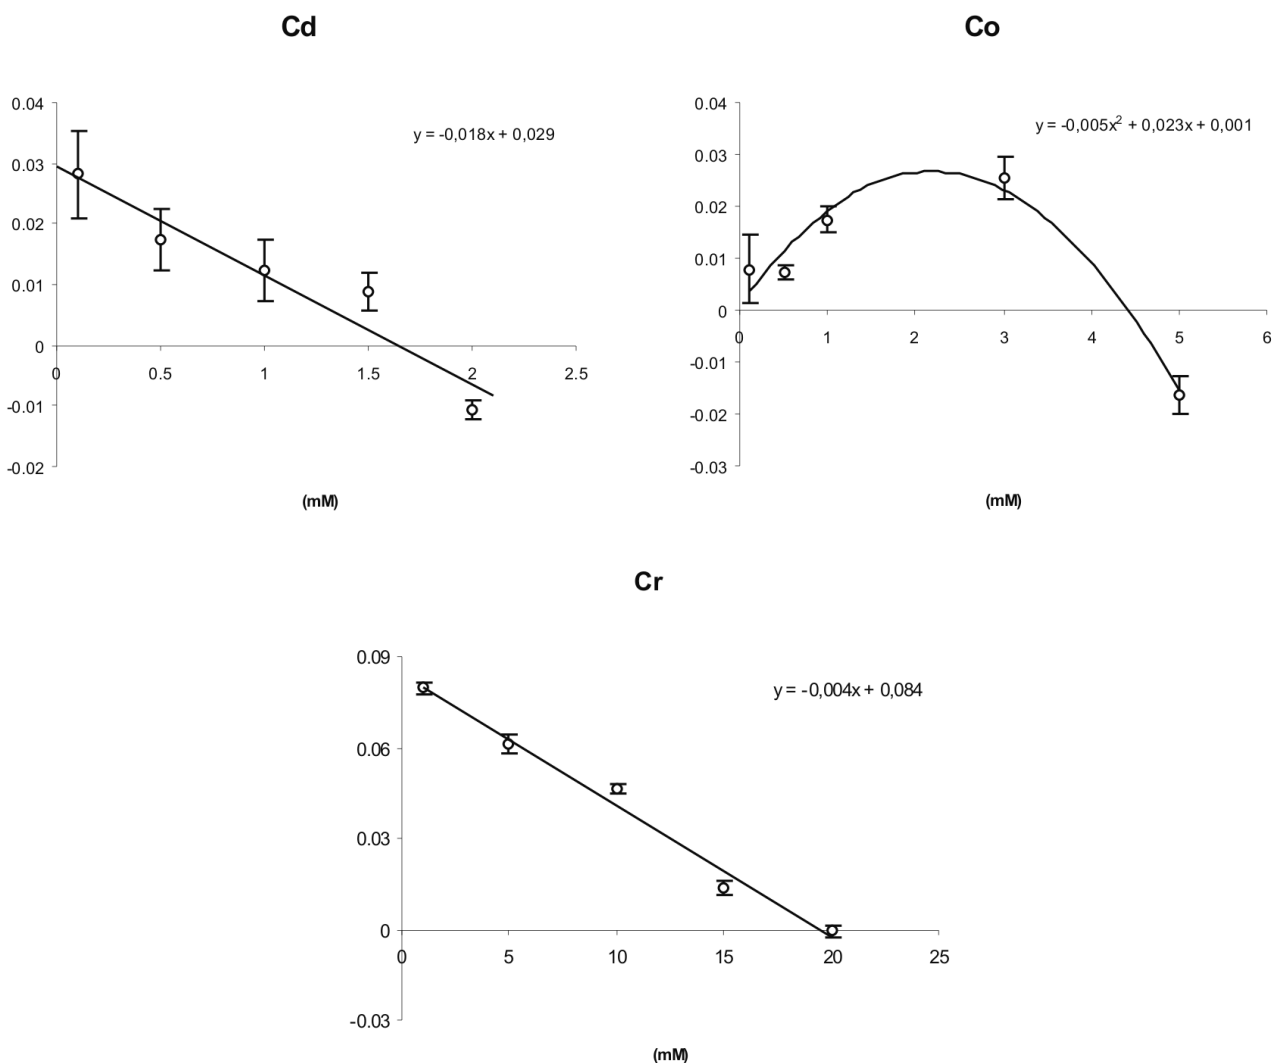 Cd
0.04
0.03
0.02
0.01
0
-0.01
-0.02
0 0.5 1 1.5 2 2.5
y = -0,018x + 0,029
(mM)
Co
0.04
0.03
0.02
0.01
0
-0.01
-0.02
-0.03
0 1 2 3 4 5 6
y = -0,005x² + 0,023x + 0,001
(mM)
Cr
0.09
0.06
0.03
0
-0.03
0 5 10 15 20 25
y = -0,004x + 0,084
(mM)